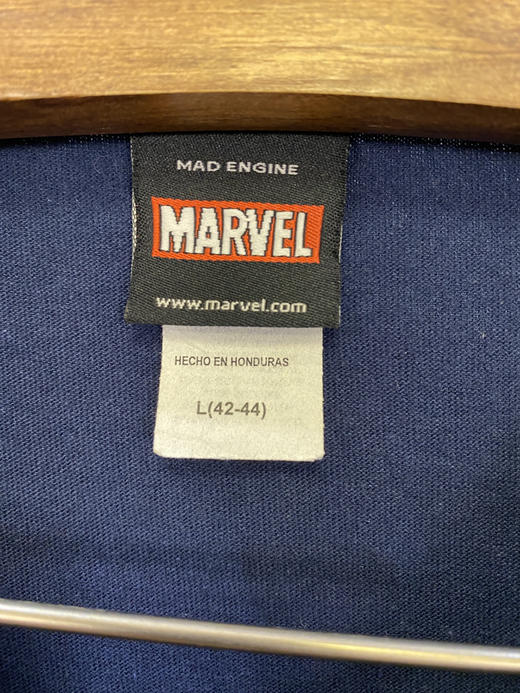 MAD ENGINE
MARVEL
www.marvel.com
HECHO EN HONDURAS
L(42-44)